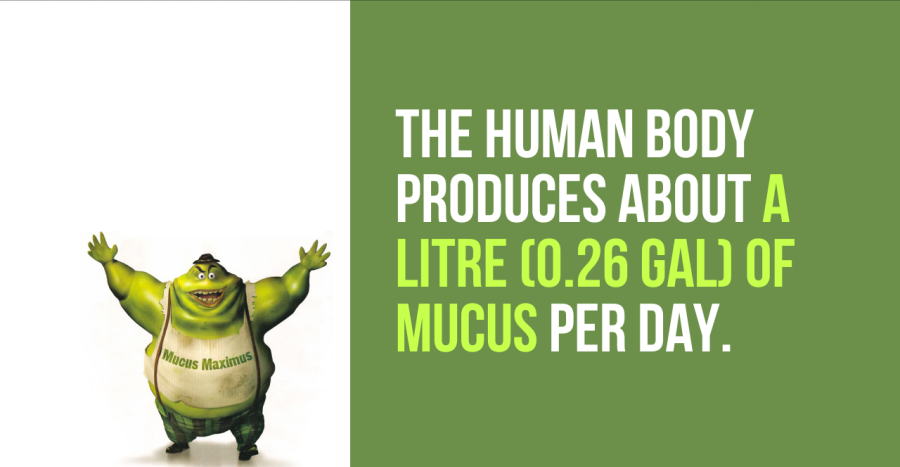 THE HUMAN BODY
PRODUCES ABOUT A
LITRE (0.26 GAL) OF
MUCUS PER DAY.
Mucus Maximus